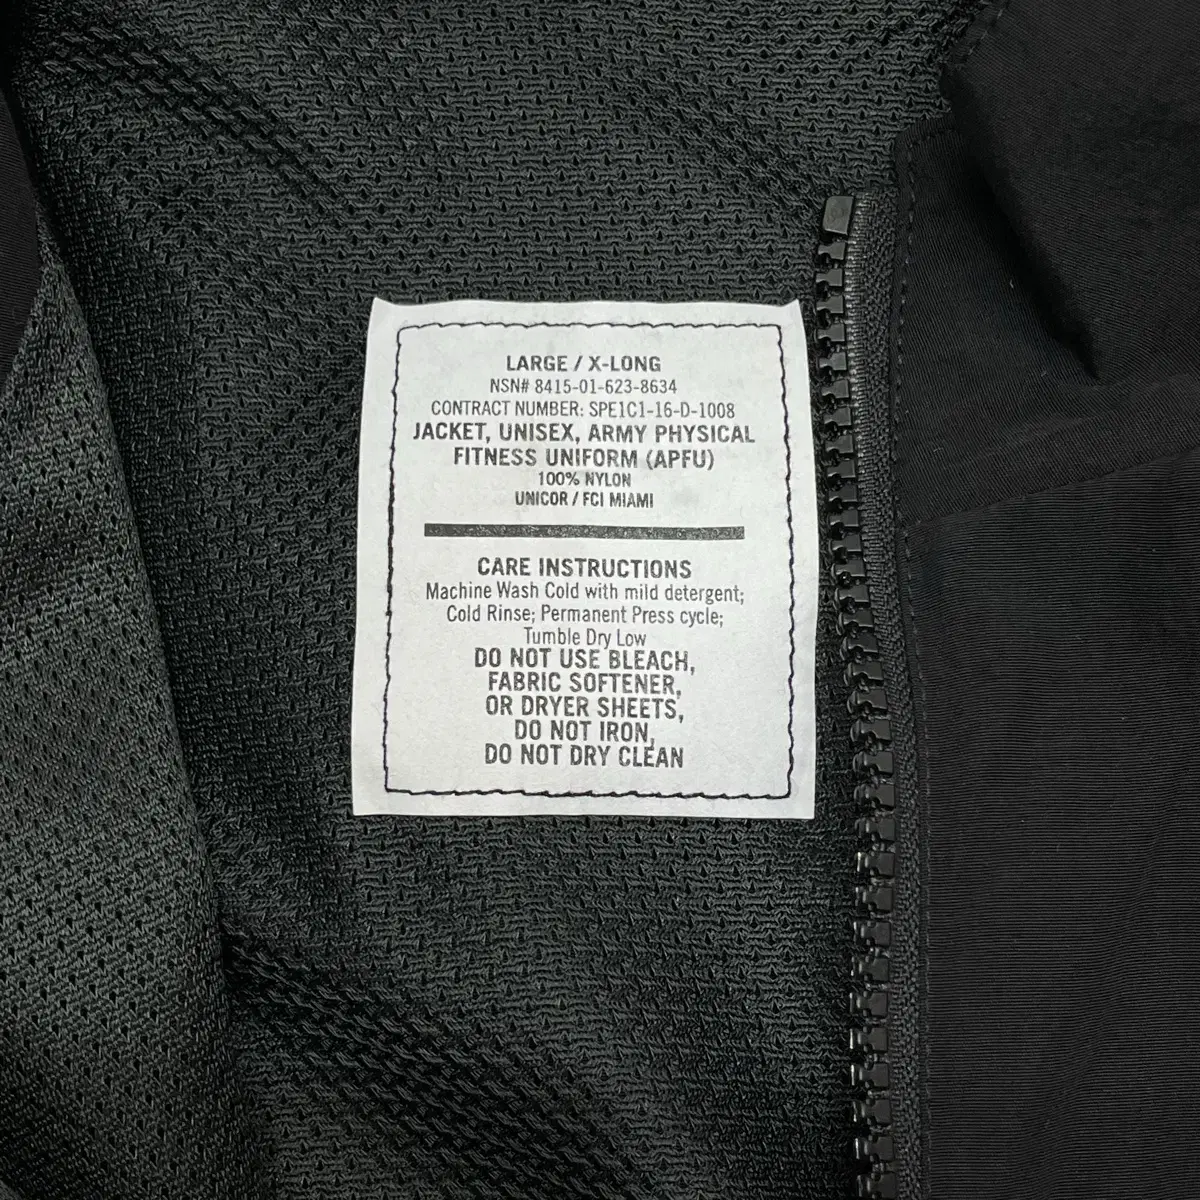 LARGE / X-LONG
NSN# 8415-01-623-8634
CONTRACT NUMBER: SPE1C1-16-D-1008
JACKET, UNISEX, ARMY PHYSICAL
FITNESS UNIFORM (APFU)
100% NYLON
UNICOR / FCI MIAMI
CARE INSTRUCTIONS
Machine Wash Cold with mild detergent;
Cold Rinse; Permanent Press cycle;
Tumble Dry Low
DO NOT USE BLEACH,
FABRIC SOFTENER,
OR DRYER SHEETS,
DO NOT IRON,
DO NOT DRY CLEAN